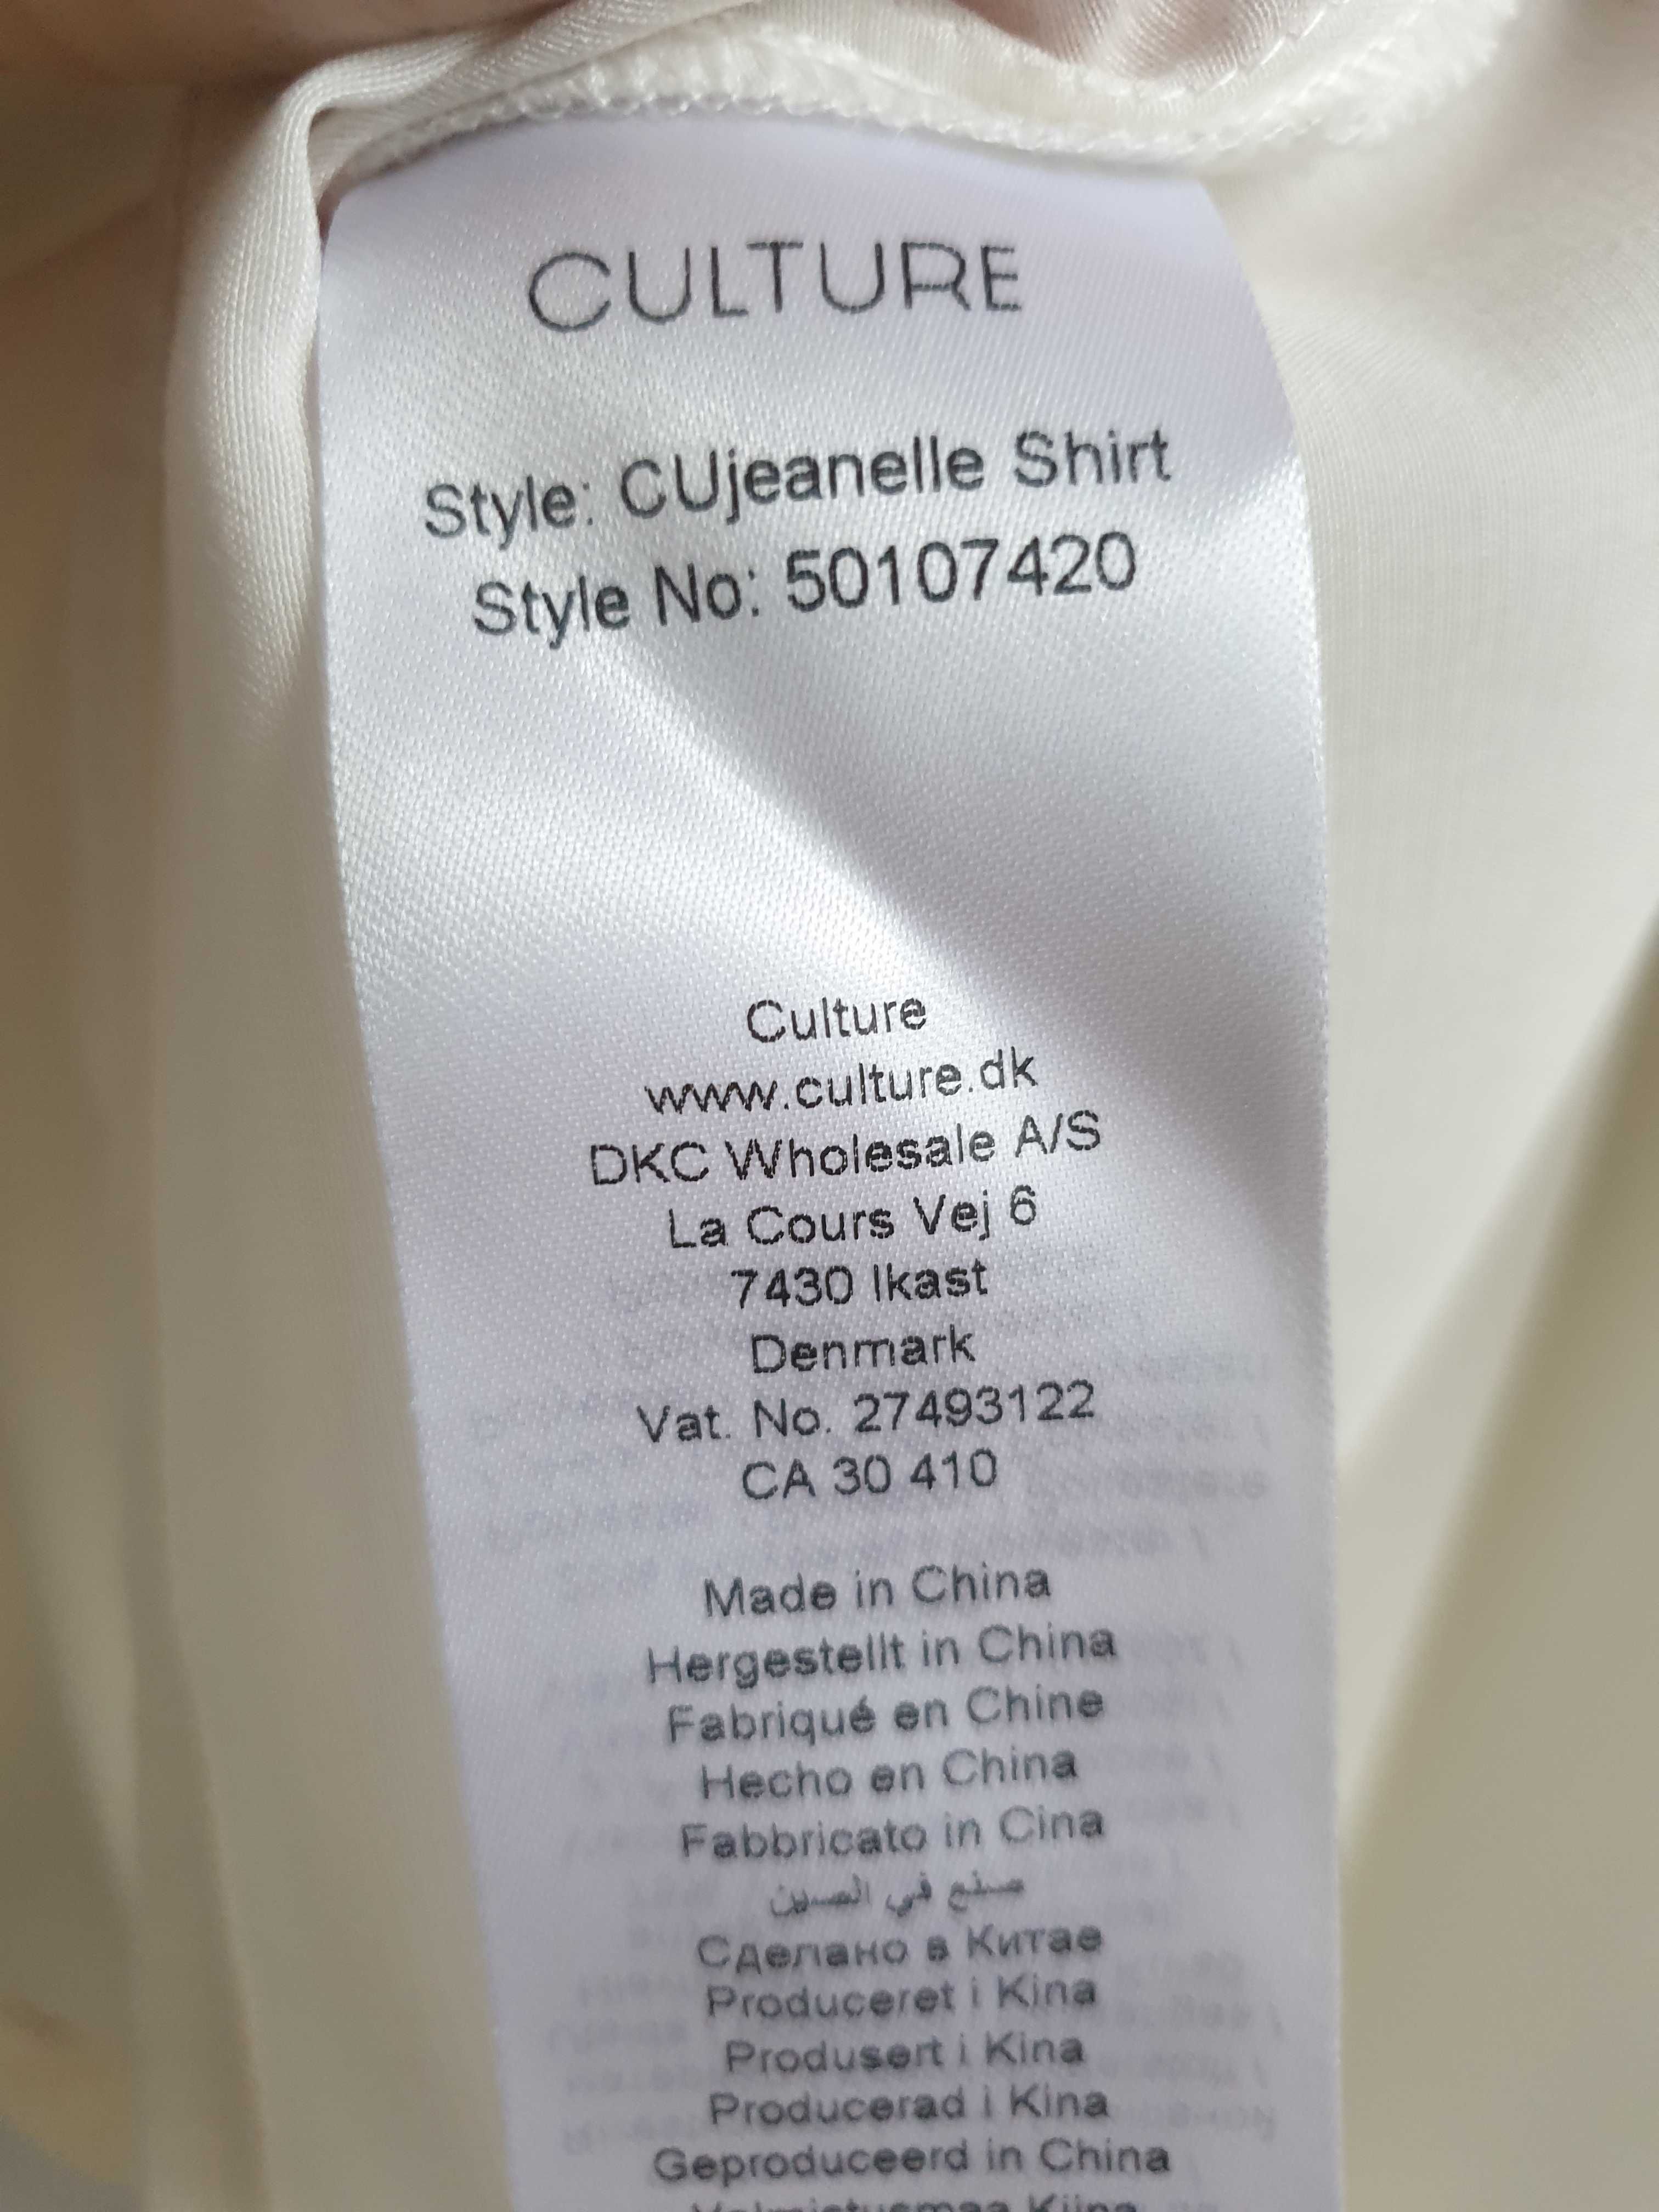 CULTURE
Style: CUjeanelle Shirt
Style No: 50107420
Culture
www.culture.dk
DKC Wholesale A/S
La Cours Vej 6
7430 Ikast
Denmark
Vat. No. 27493122
CA 30 410
Made in China
Hergestellt in China
Fabriqué en Chine
Hecho en China
Fabbricato in Cina
صنع في الصين
Сделано в Китае
Produceret i Kina
Produsert i Kina
Producerad i Kina
Geproduceerd in China